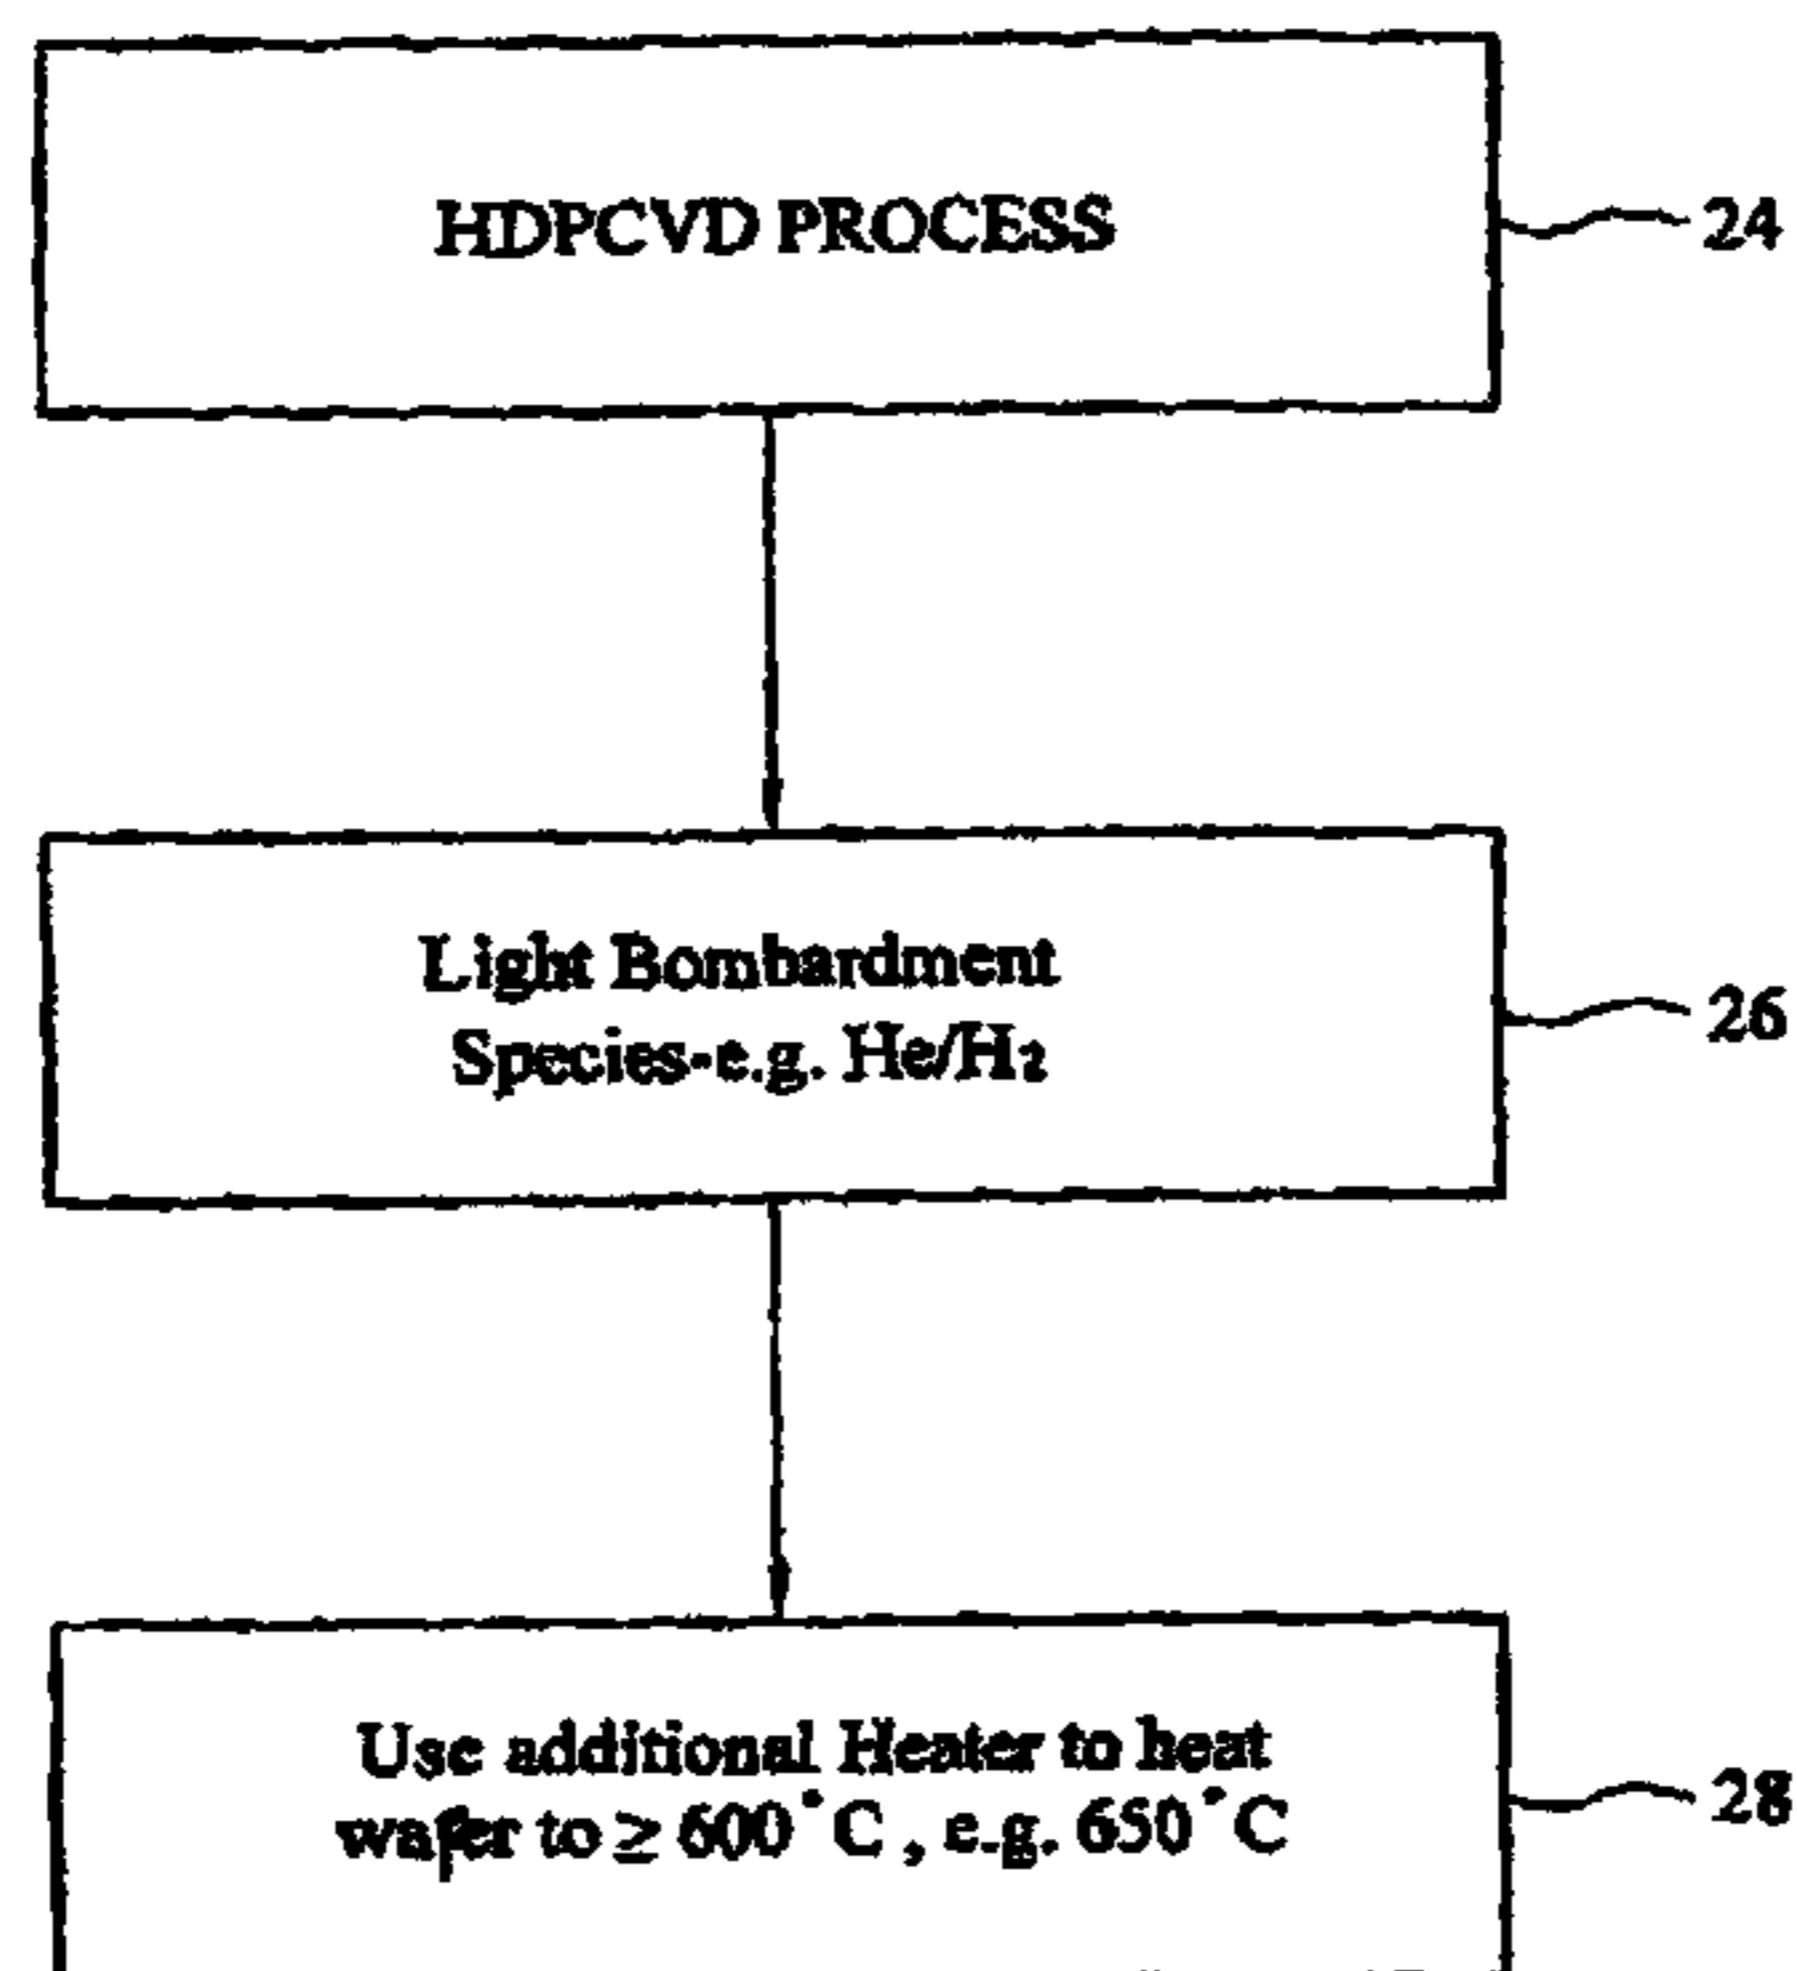 HDPCVD PROCESS
24
Light Bombardment
Species-e.g. He/H₂
26
Use additional Heater to heat
wafer to ≥ 600°C, e.g. 650°C
28